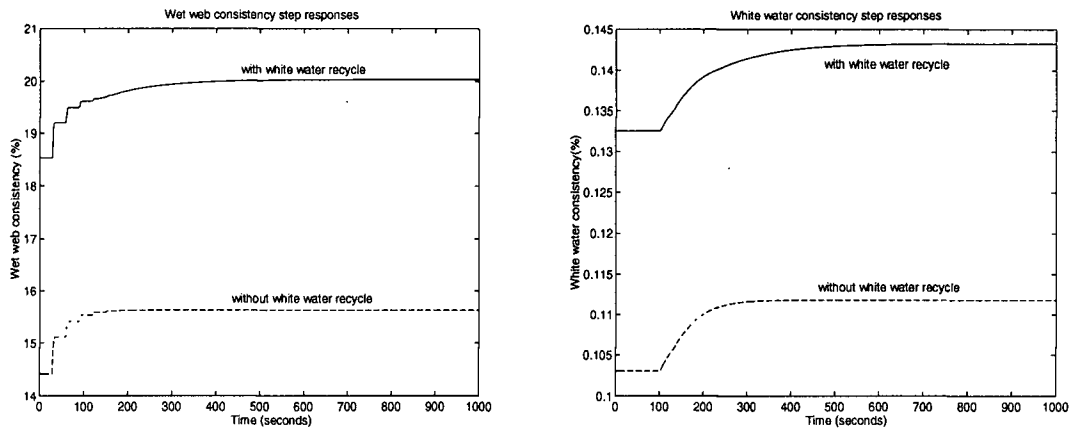 Wet web consistency step responses
21
20
19
18
17
16
15
14
Wet web consistency (%)
with white water recycle
without white water recycle
0 100 200 300 400 500 600 700 800 900 1000
Time (seconds)
White water consistency step responses
0.145
0.14
0.135
0.13
0.125
0.12
0.115
0.11
0.105
0.1
White water consistency(%)
with white water recycle
without white water recycle
0 100 200 300 400 500 600 700 800 900 1000
Time (seconds)